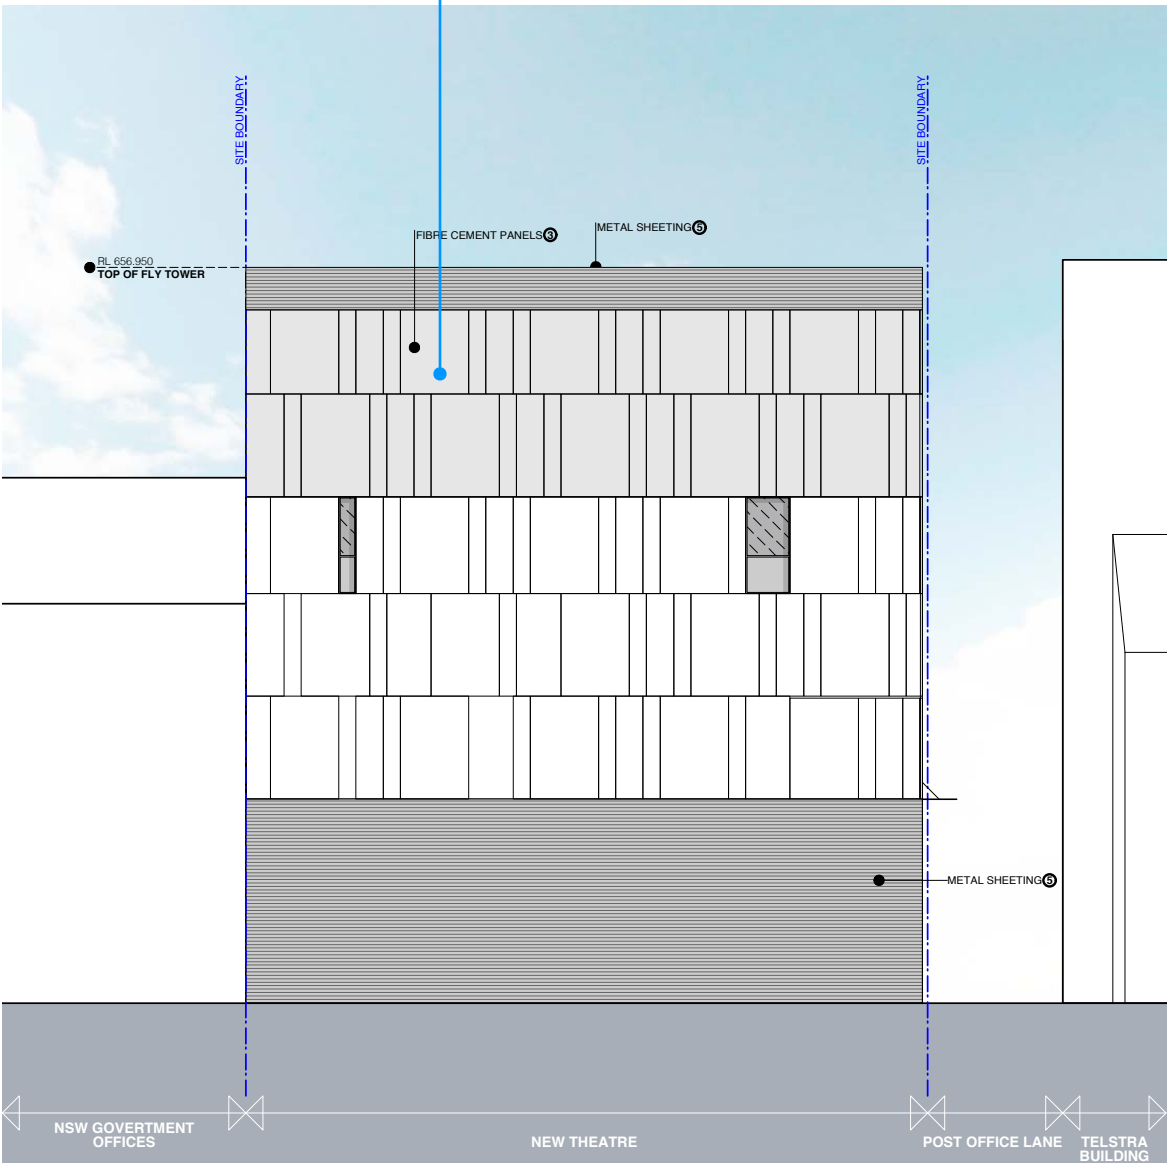 SITE BOUNDARY
SITE BOUNDARY
FIBRE CEMENT PANELS 3
METAL SHEETING 5
RL 656.950
TOP OF FLY TOWER
METAL SHEETING 5
NSW GOVERTMENT
OFFICES
NEW THEATRE
POST OFFICE LANE
TELSTRA
BUILDING